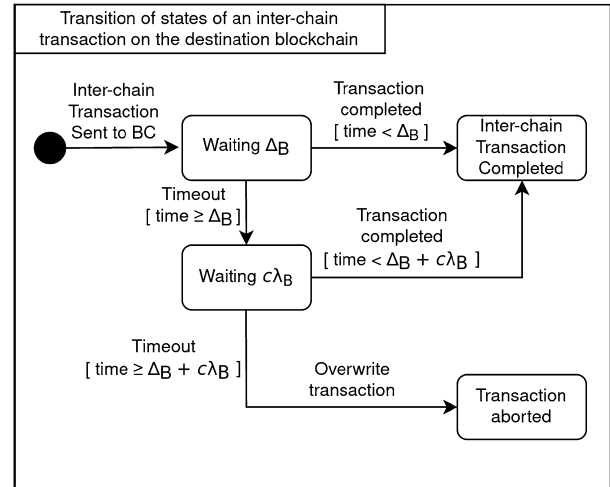 Transition of states of an inter-chain
transaction on the destination blockchain
Inter-chain
Transaction
Sent to BC
Waiting ΔB
Transaction
completed
[ time < ΔB ]
Inter-chain
Transaction
Completed
Timeout
[ time ≥ ΔB]
Waiting cλB
Transaction
completed
[ time < ΔB + cλB ]
Timeout
[ time ≥ ΔB + cλB ]
Overwrite
transaction
Transaction
aborted